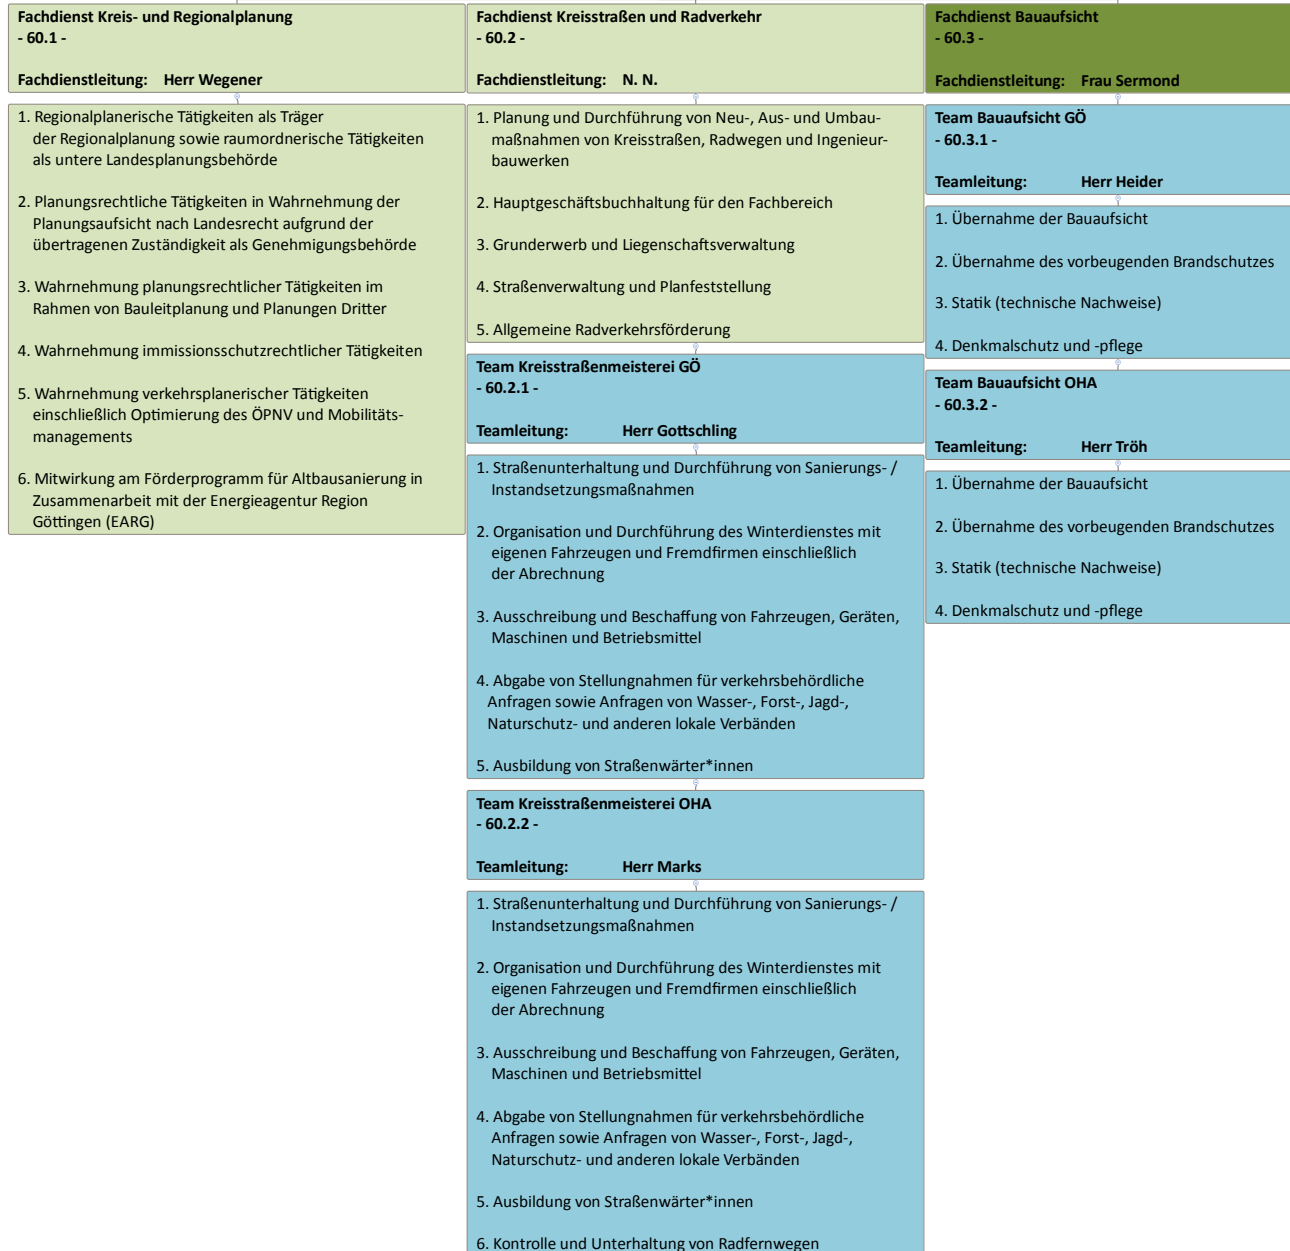 Fachdienst Kreis- und Regionalplanung
- 60.1 -
Fachdienstleitung: Herr Wegener
1. Regionalplanerische Tätigkeiten als Träger
der Regionalplanung sowie raumordnerische Tätigkeiten
als untere Landesplanungsbehörde
2. Planungsrechtliche Tätigkeiten in Wahrnehmung der
Planungsaufsicht nach Landesrecht aufgrund der
übertragenen Zuständigkeit als Genehmigungsbehörde
3. Wahrnehmung planungsrechtlicher Tätigkeiten im
Rahmen von Bauleitplanung und Planungen Dritter
4. Wahrnehmung immissionsschutzrechtlicher Tätigkeiten
5. Wahrnehmung verkehrsplanerischer Tätigkeiten
einschließlich Optimierung des ÖPNV und Mobilitäts-
managements
6. Mitwirkung am Förderprogramm für Altbausanierung in
Zusammenarbeit mit der Energieagentur Region
Göttingen (EARG)
Fachdienst Kreisstraßen und Radverkehr
- 60.2 -
Fachdienstleitung: N. N.
1. Planung und Durchführung von Neu-, Aus- und Umbau-
maßnahmen von Kreisstraßen, Radwegen und Ingenieur-
bauwerken
2. Hauptgeschäftsbuchhaltung für den Fachbereich
3. Grunderwerb und Liegenschaftsverwaltung
4. Straßenverwaltung und Planfeststellung
5. Allgemeine Radverkehrsförderung
Team Kreisstraßenmeisterei GÖ
- 60.2.1 -
Teamleitung: Herr Gottschling
1. Straßenunterhaltung und Durchführung von Sanierungs- /
Instandsetzungsmaßnahmen
2. Organisation und Durchführung des Winterdienstes mit
eigenen Fahrzeugen und Fremdfirmen einschließlich
der Abrechnung
3. Ausschreibung und Beschaffung von Fahrzeugen, Geräten,
Maschinen und Betriebsmittel
4. Abgabe von Stellungnahmen für verkehrsbehördliche
Anfragen sowie Anfragen von Wasser-, Forst-, Jagd-,
Naturschutz- und anderen lokale Verbänden
5. Ausbildung von Straßenwärter*innen
Team Kreisstraßenmeisterei OHA
- 60.2.2 -
Teamleitung: Herr Marks
1. Straßenunterhaltung und Durchführung von Sanierungs- /
Instandsetzungsmaßnahmen
2. Organisation und Durchführung des Winterdienstes mit
eigenen Fahrzeugen und Fremdfirmen einschließlich
der Abrechnung
3. Ausschreibung und Beschaffung von Fahrzeugen, Geräten,
Maschinen und Betriebsmittel
4. Abgabe von Stellungnahmen für verkehrsbehördliche
Anfragen sowie Anfragen von Wasser-, Forst-, Jagd-,
Naturschutz- und anderen lokale Verbänden
5. Ausbildung von Straßenwärter*innen
6. Kontrolle und Unterhaltung von Radfernwegen
Fachdienst Bauaufsicht
- 60.3 -
Fachdienstleitung: Frau Sermond
Team Bauaufsicht GÖ
- 60.3.1 -
Teamleitung: Herr Heider
1. Übernahme der Bauaufsicht
2. Übernahme des vorbeugenden Brandschutzes
3. Statik (technische Nachweise)
4. Denkmalschutz und -pflege
Team Bauaufsicht OHA
- 60.3.2 -
Teamleitung: Herr Tröh
1. Übernahme der Bauaufsicht
2. Übernahme des vorbeugenden Brandschutzes
3. Statik (technische Nachweise)
4. Denkmalschutz und -pflege